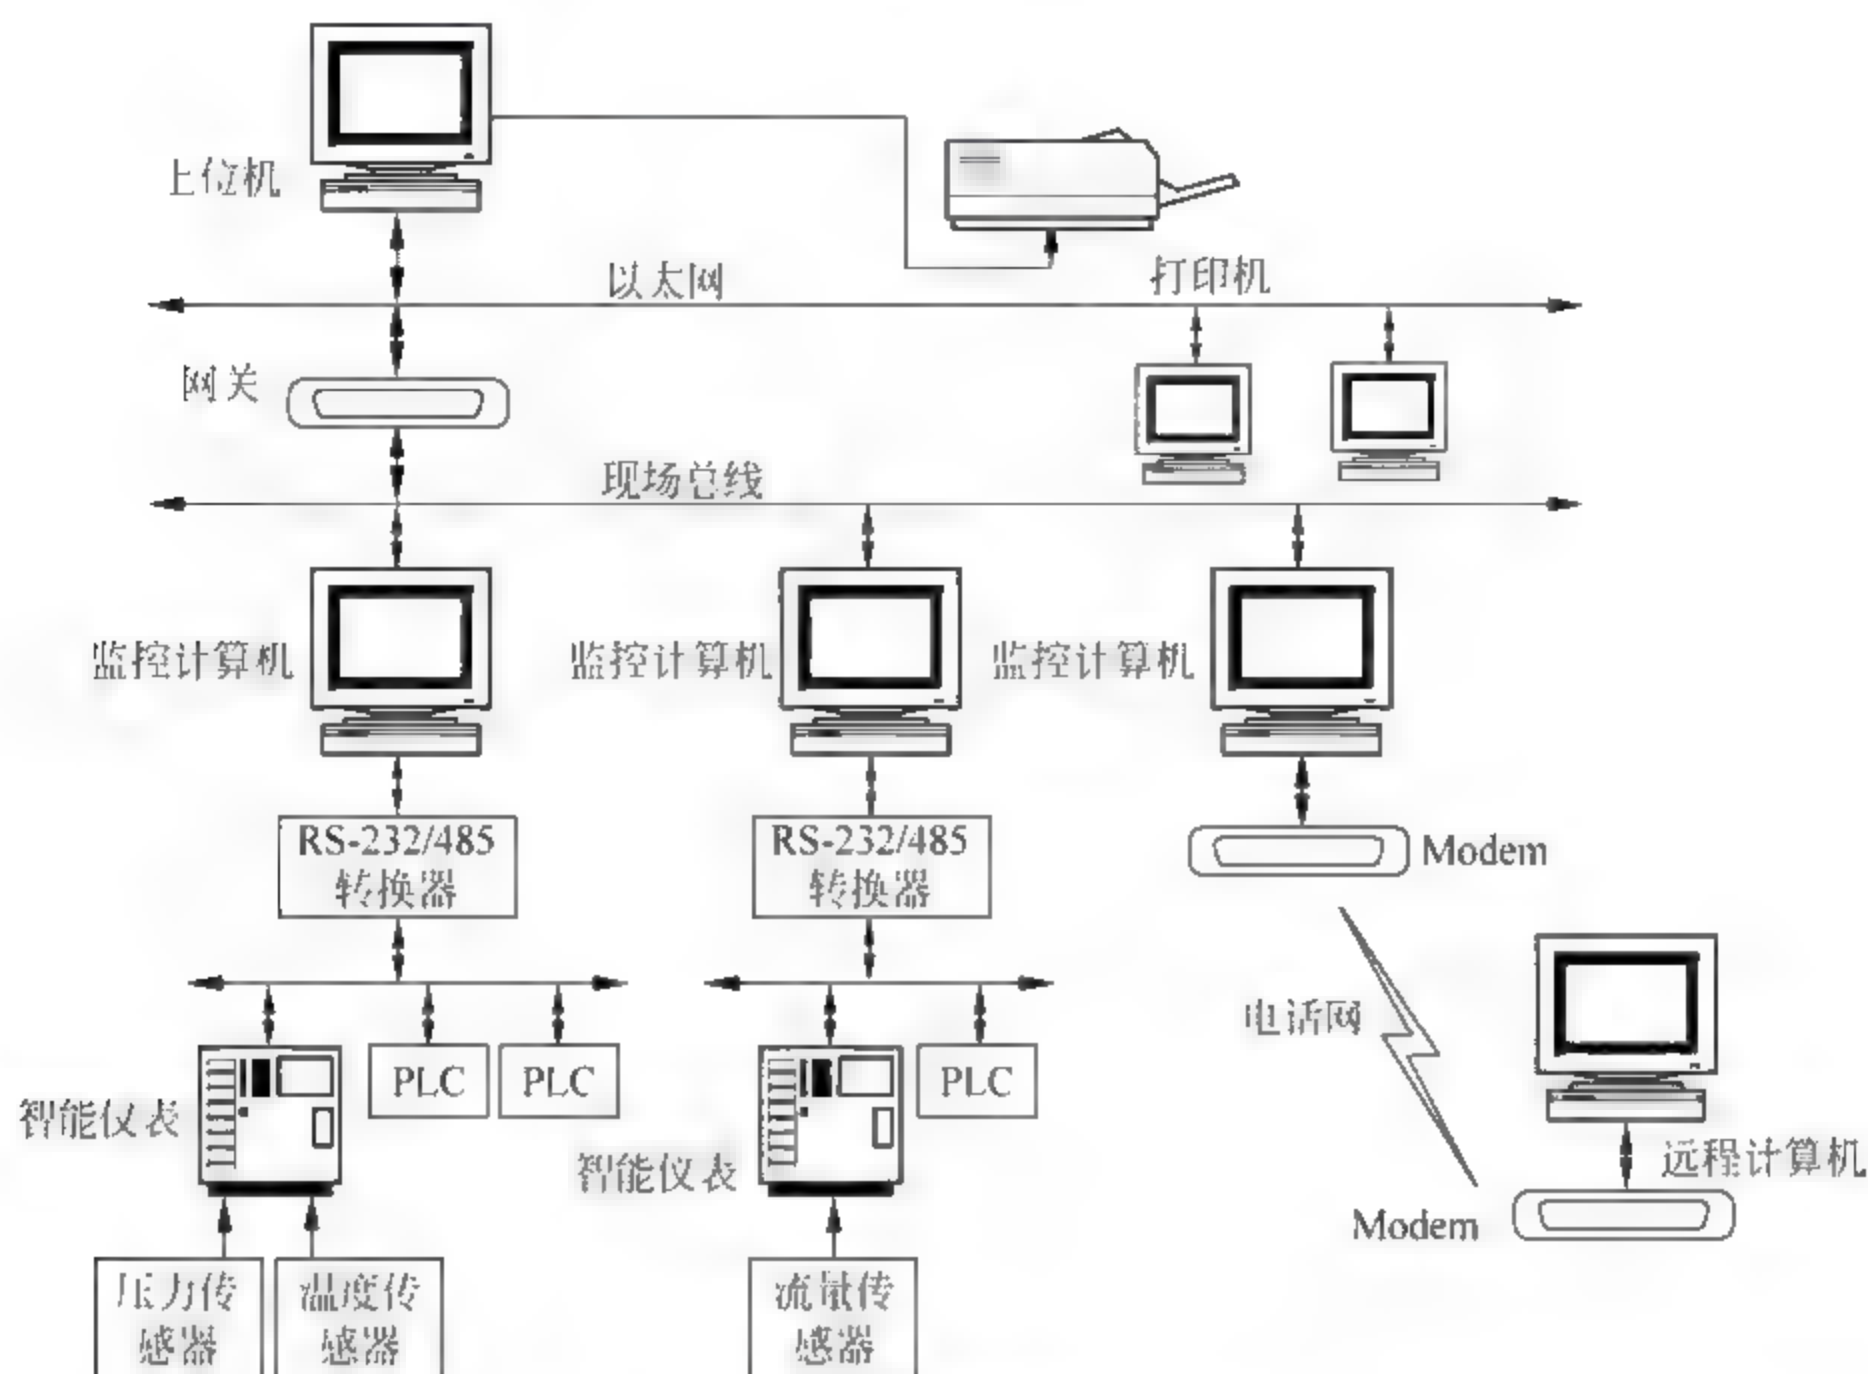 上位机
以太网
打印机
网关
现场总线
监控计算机
监控计算机
监控计算机
RS-232/485
转换器
RS-232/485
转换器
Modem
电话网
PLC
PLC
PLC
智能仪表
智能仪表
远程计算机
Modem
压力传
感器
温度传
感器
流量传
感器